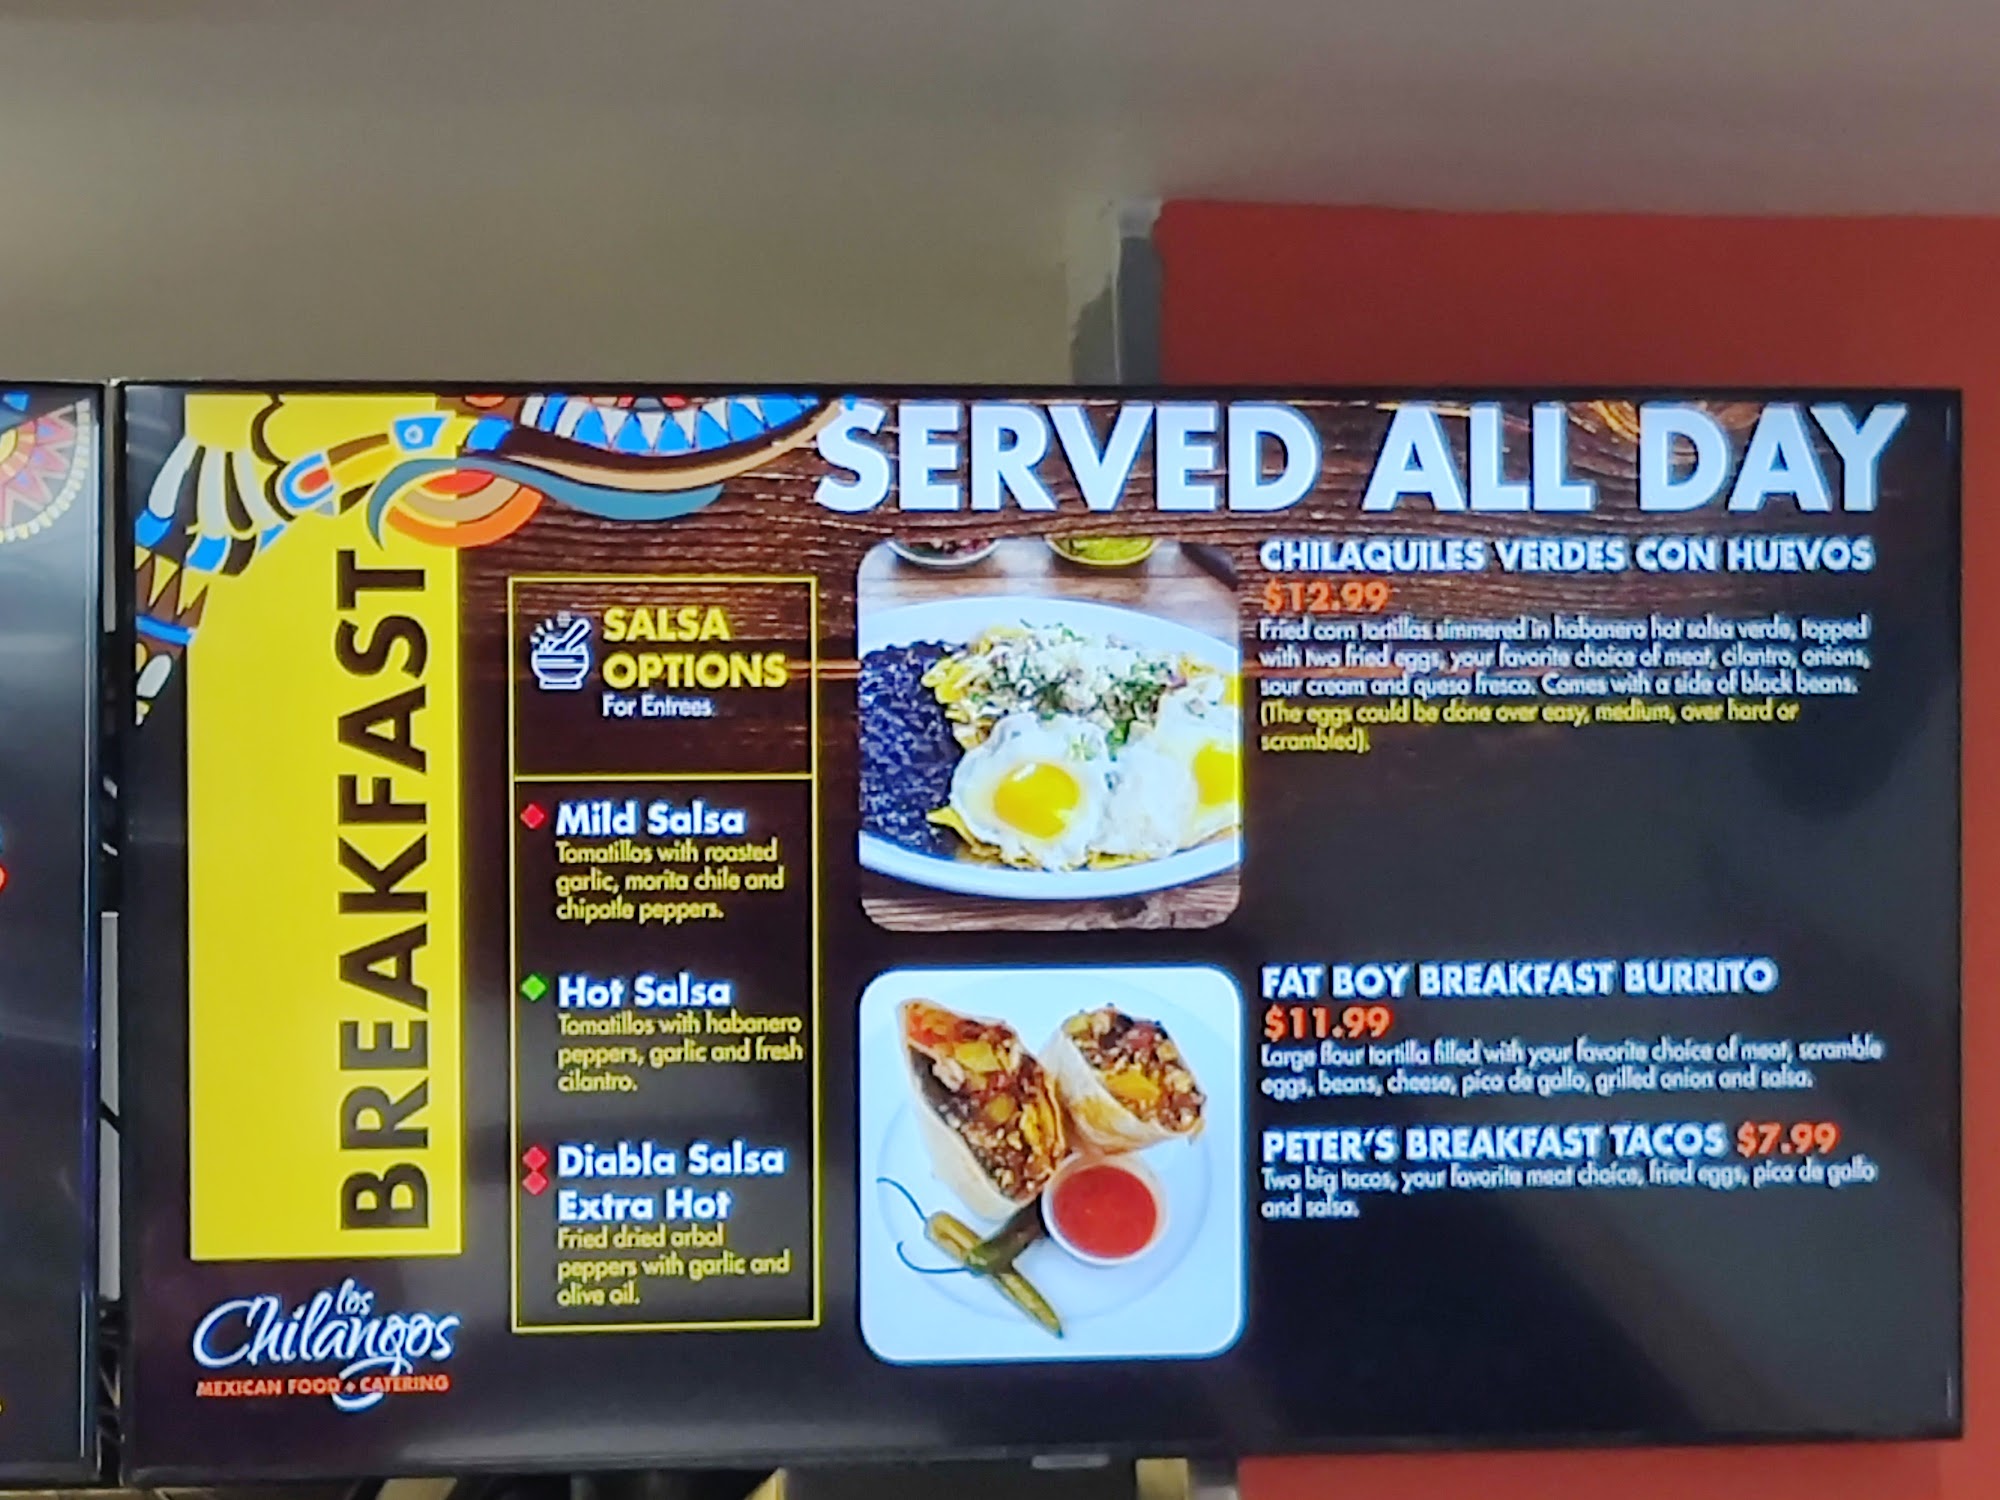 SERVED ALL DAY
BREAKFAST
SALSA
OPTIONS
For Entrees
Mild Salsa
Tomatillos with roasted
garlic, morita chile and
chipotle peppers.
Hot Salsa
Tomatillos with habanero
peppers, garlic and fresh
cilantro.
Diabla Salsa
Extra Hot
Fried dried arbol
peppers with garlic and
olive oil.
CHILAQUILES VERDES CON HUEVOS
$12.99
Fried corn tortillas simmered in habanero hot salsa verde, topped
with two fried eggs, your favorite choice of meat, cilantro, onions,
sour cream and queso fresco. Comes with a side of black beans.
(The eggs could be done over easy, medium, over hard or
scrambled).
FAT BOY BREAKFAST BURRITO
$11.99
Large flour tortilla filled with your favorite choice of meat, scramble
eggs, beans, cheese, pico de gallo, grilled onion and salsa.
PETER'S BREAKFAST TACOS $7.99
Two big tacos, your favorite meat choice, fried eggs, pico de gallo
and salsa.
los
Chilangos
MEXICAN FOOD • CATERING